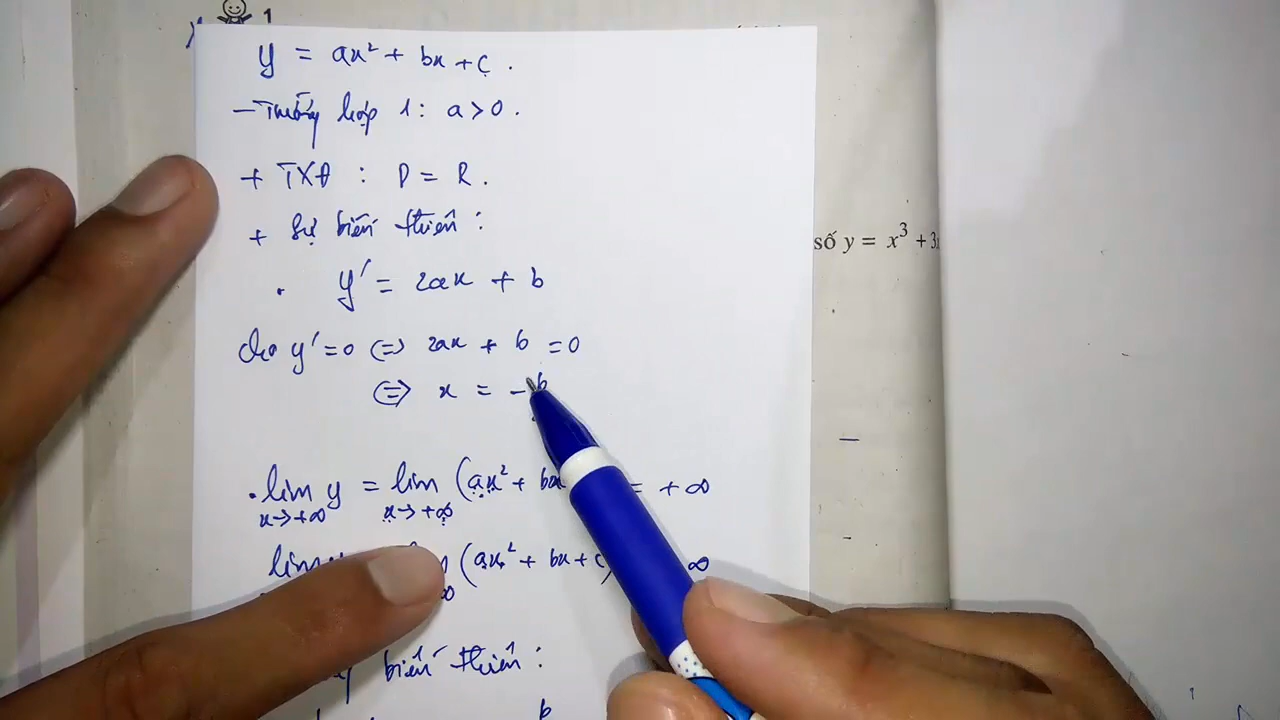 1
y = ax² + bx + c.
- Trường hợp 1: a > 0.
+ TXĐ : D = R.
+ Sự biến thiên :
số y = x³ + 3
. y' = 2ax + b
cho y' = 0 ⇔ 2ax + b = 0
⇔ x = - b
. lim y = lim (ax² + bx = +∞
x→+∞ x→+∞
lim (ax² + bx + c) ∞
∞
biến thiên :
b